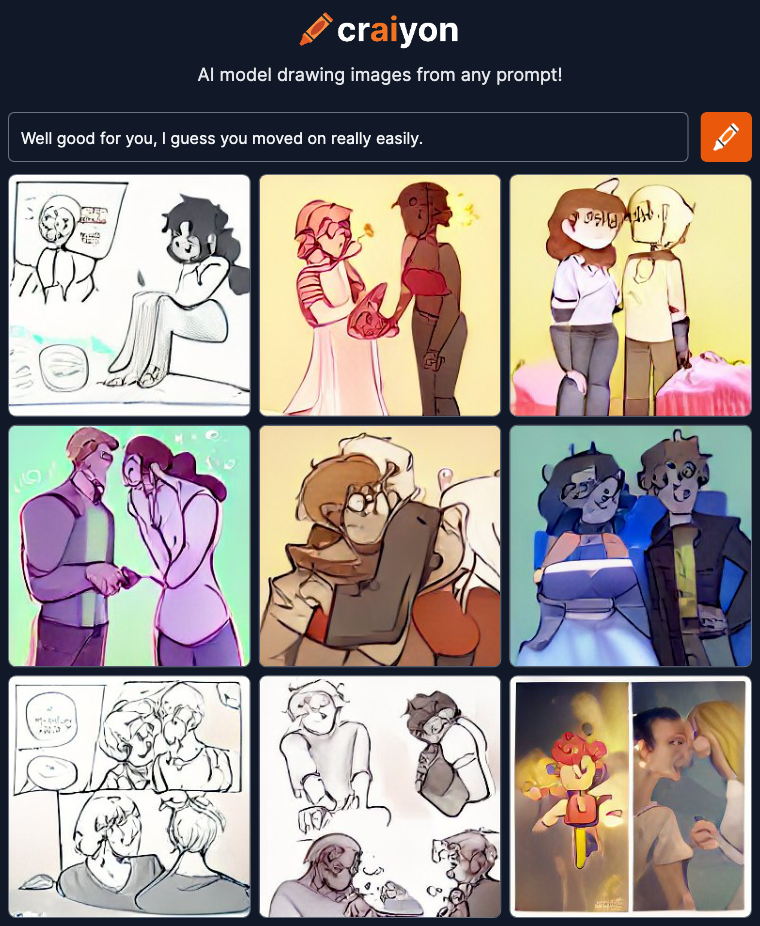 craiyon
AI model drawing images from any prompt!
Well good for you, I guess you moved on really easily.